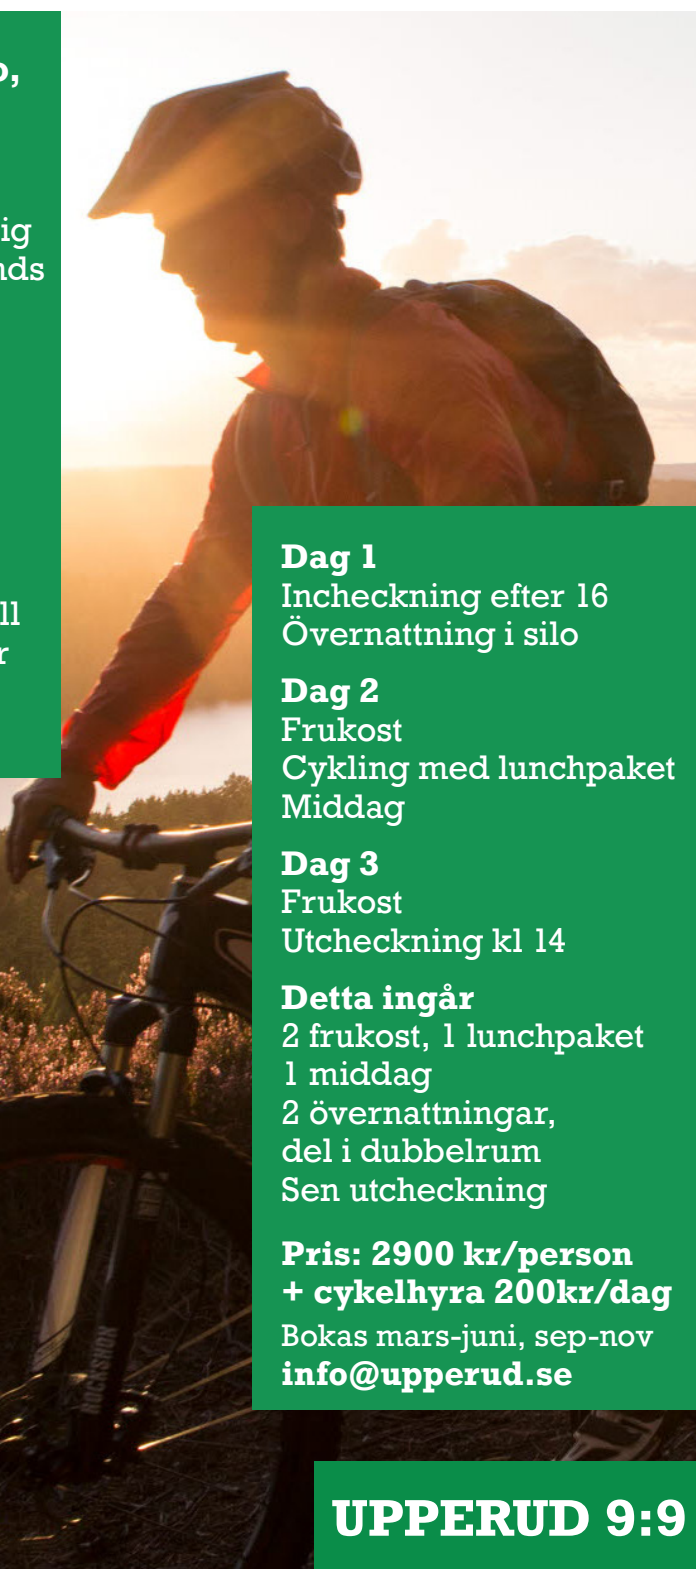 ig
Dag 1
Incheckning efter 16
Övernattning i silo
Dag 2
Frukost
Cykling med lunchpaket
Middag
Dag 3
Frukost
Utcheckning kl 14
Detta ingår
2 frukost, 1 lunchpaket
1 middag
2 övernattningar,
del i dubbelrum
Sen utcheckning
Pris: 2900 kr/person
+ cykelhyra 200kr/dag
Bokas mars-juni, sep-nov
info@upperud.se
ROCKSHOX
UPPERUD 9:9